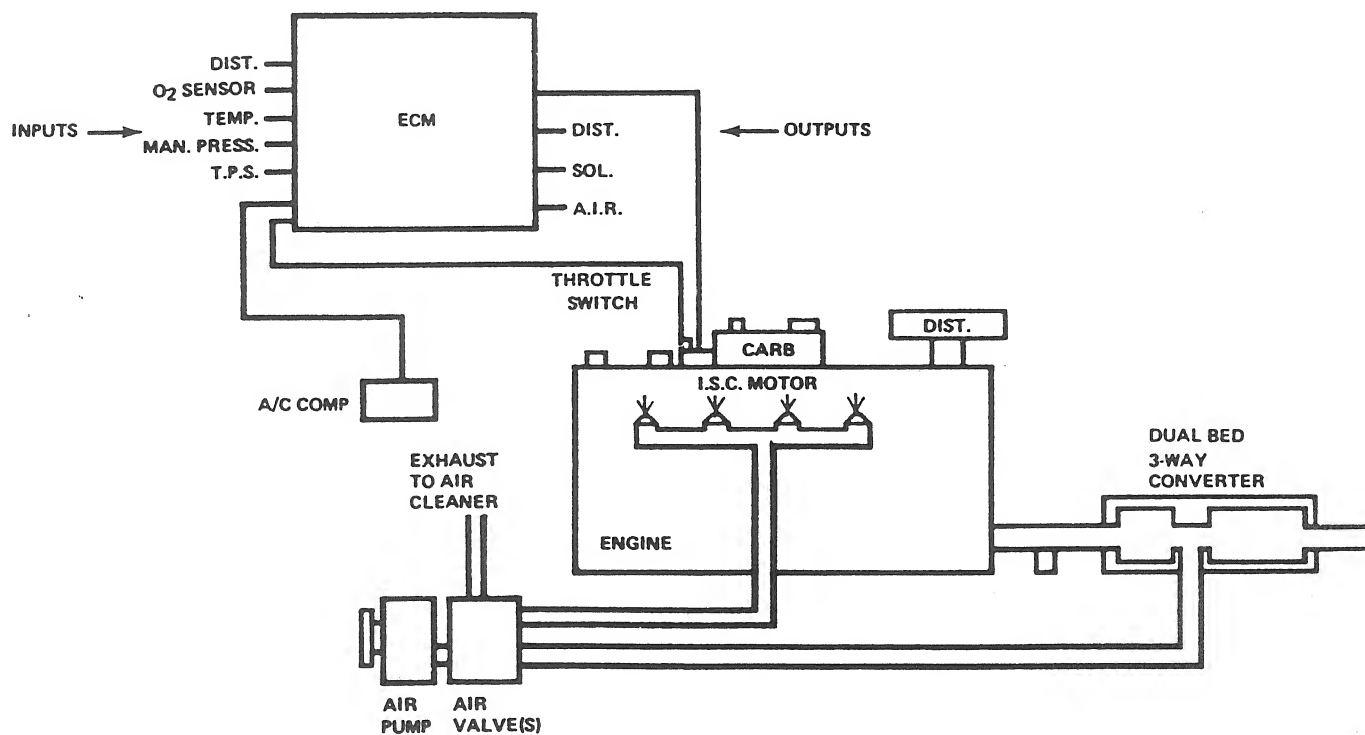 DIST.
O2 SENSOR
TEMP.
MAN. PRESS.
T.P.S.
INPUTS
ECM
DIST.
SOL.
A.I.R.
OUTPUTS
THROTTLE
SWITCH
CARB
DIST.
I.S.C. MOTOR
A/C COMP
EXHAUST
TO AIR
CLEANER
ENGINE
DUAL BED
3-WAY
CONVERTER
AIR
PUMP
AIR
VALVE(S)